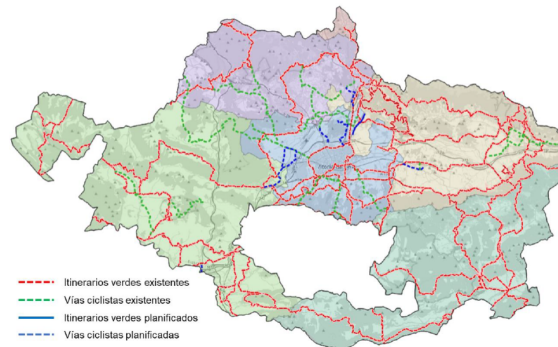 Itinerarios verdes existentes
Vías ciclistas existentes
Itinerarios verdes planificados
Vías ciclistas planificadas